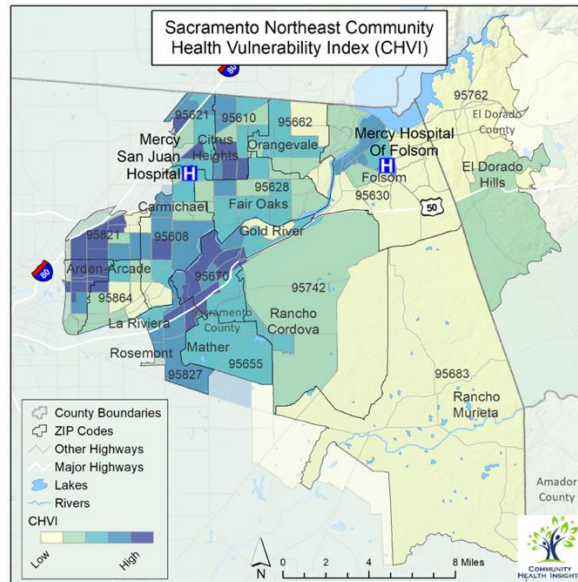 Sacramento Northeast Community
Health Vulnerability Index (CHVI)
80
95621
95610
95662
95762
El Dorado
County
Citrus
Heights
Orangevale
Mercy Hospital
Of Folsom
Mercy
San Juan
Hospital
H
H
Folsom
El Dorado
Hills
95628
95630
Carmichael
Fair Oaks
50
95821
95608
Gold River
80
Arden-Arcade
95670
95742
95864
Rancho
Cordova
La Riviera
Sacramento
County
Rosemont
Mather
95655
95683
95827
Rancho
Murieta
County Boundaries
ZIP Codes
Other Highways
Major Highways
Lakes
Rivers
CHVI
Low
High
Amador
County
N
0
2
4
6
8 Miles
COMMUNITY
HEALTH INSIGHTS